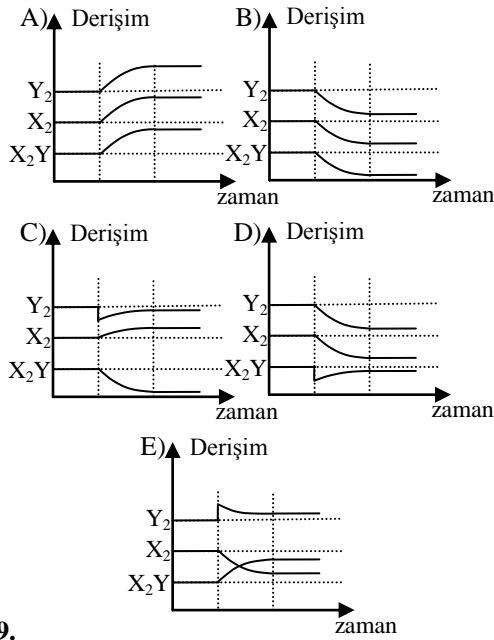 A) Derişim
Y₂
X₂
X₂Y
zaman
B) Derişim
Y₂
X₂
X₂Y
zaman
C) Derişim
Y₂
X₂
X₂Y
zaman
D) Derişim
Y₂
X₂
X₂Y
zaman
E) Derişim
Y₂
X₂
X₂Y
zaman
9.